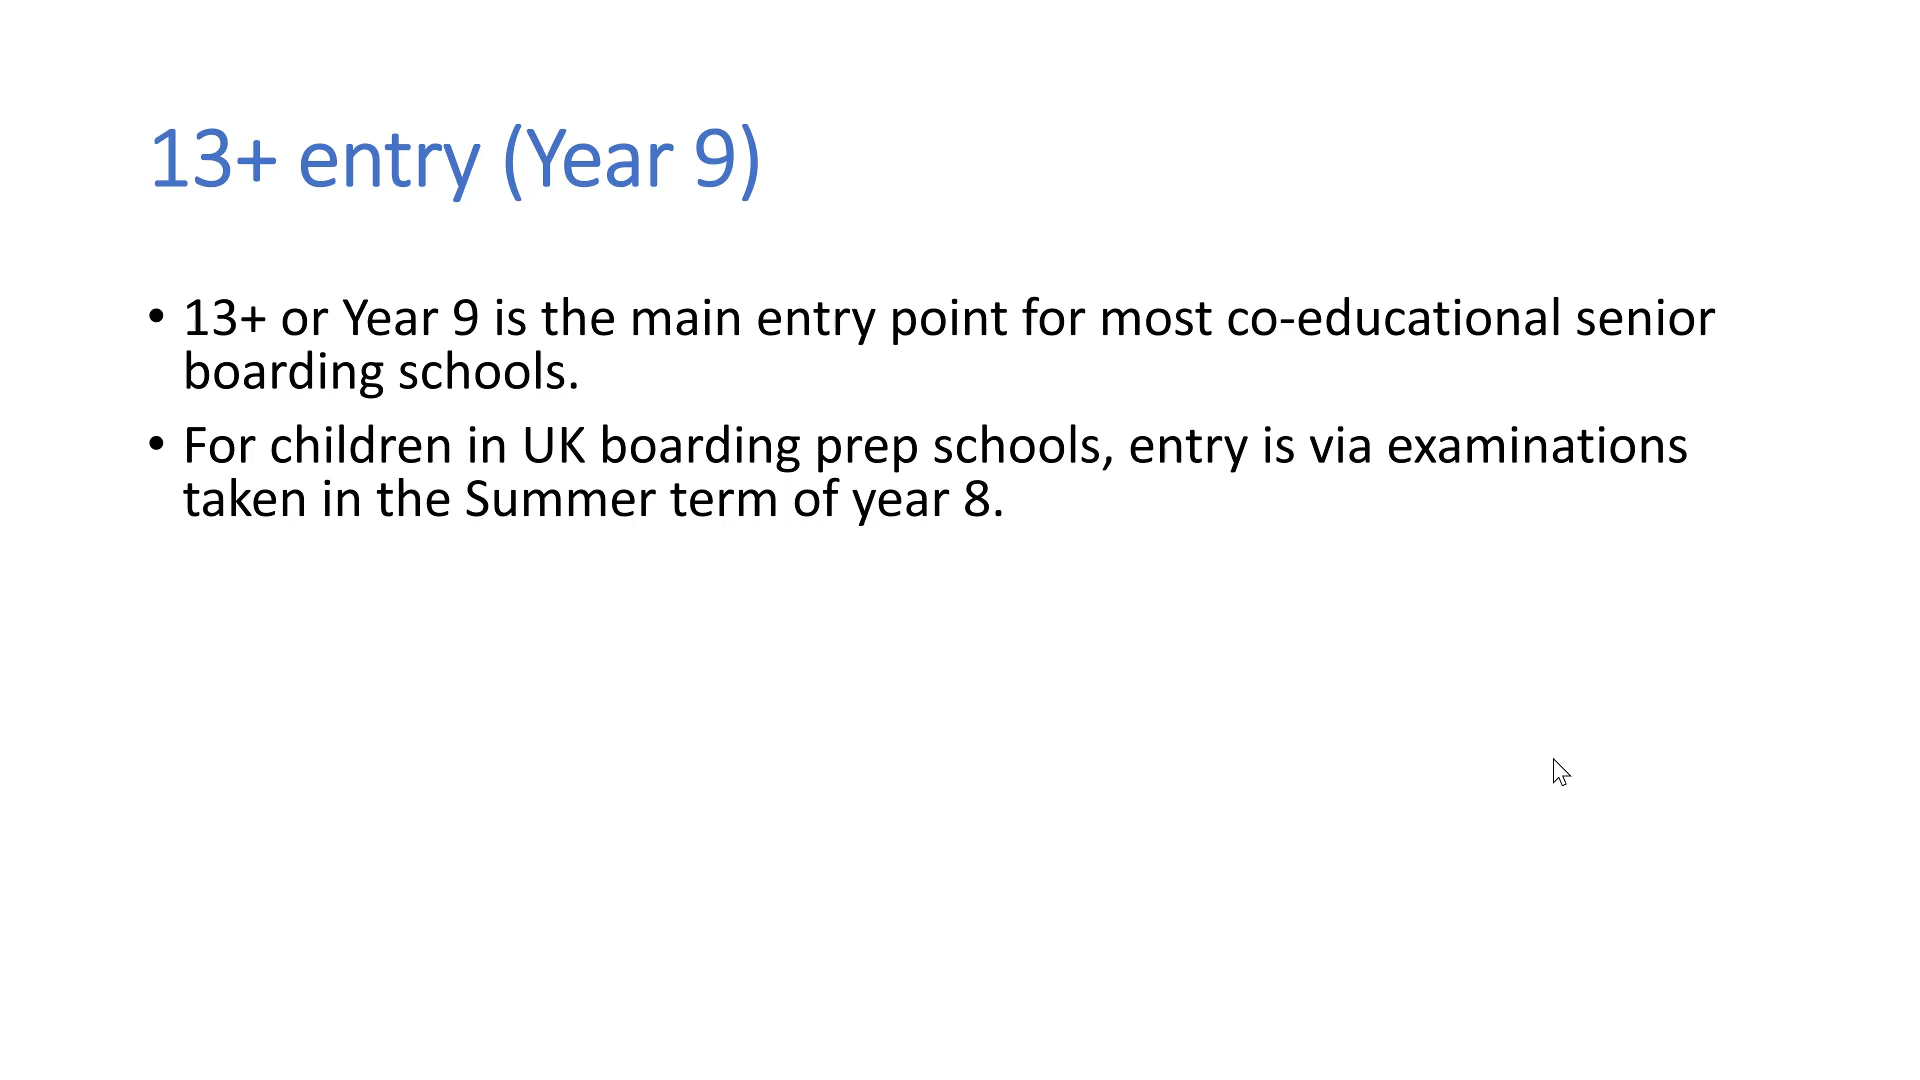 13+ entry (Year 9)
• 13+ or Year 9 is the main entry point for most co-educational senior
boarding schools.
• For children in UK boarding prep schools, entry is via examinations
taken in the Summer term of year 8.